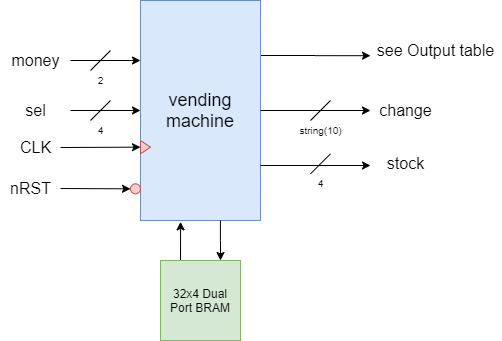 money
2
sel
4
CLK
nRST
vending
machine
see Output table
change
string(10)
stock
4
32x4 Dual
Port BRAM